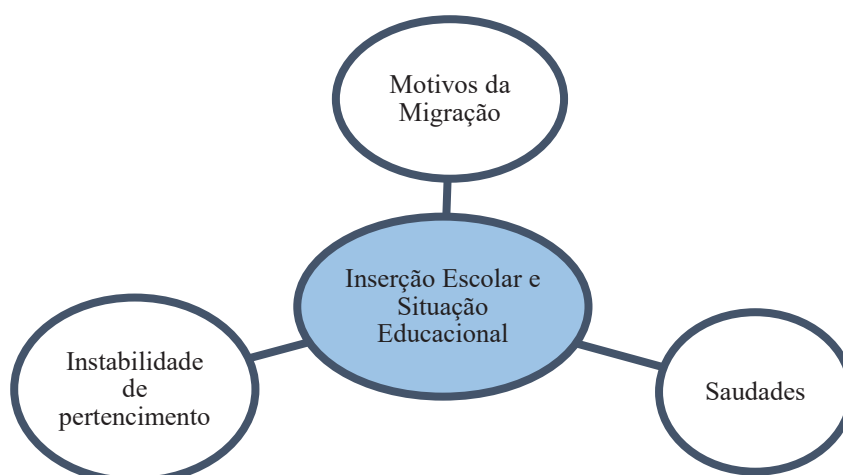 Motivos da
Migração
Inserção Escolar e
Situação
Educacional
Instabilidade
de
pertencimento
Saudades